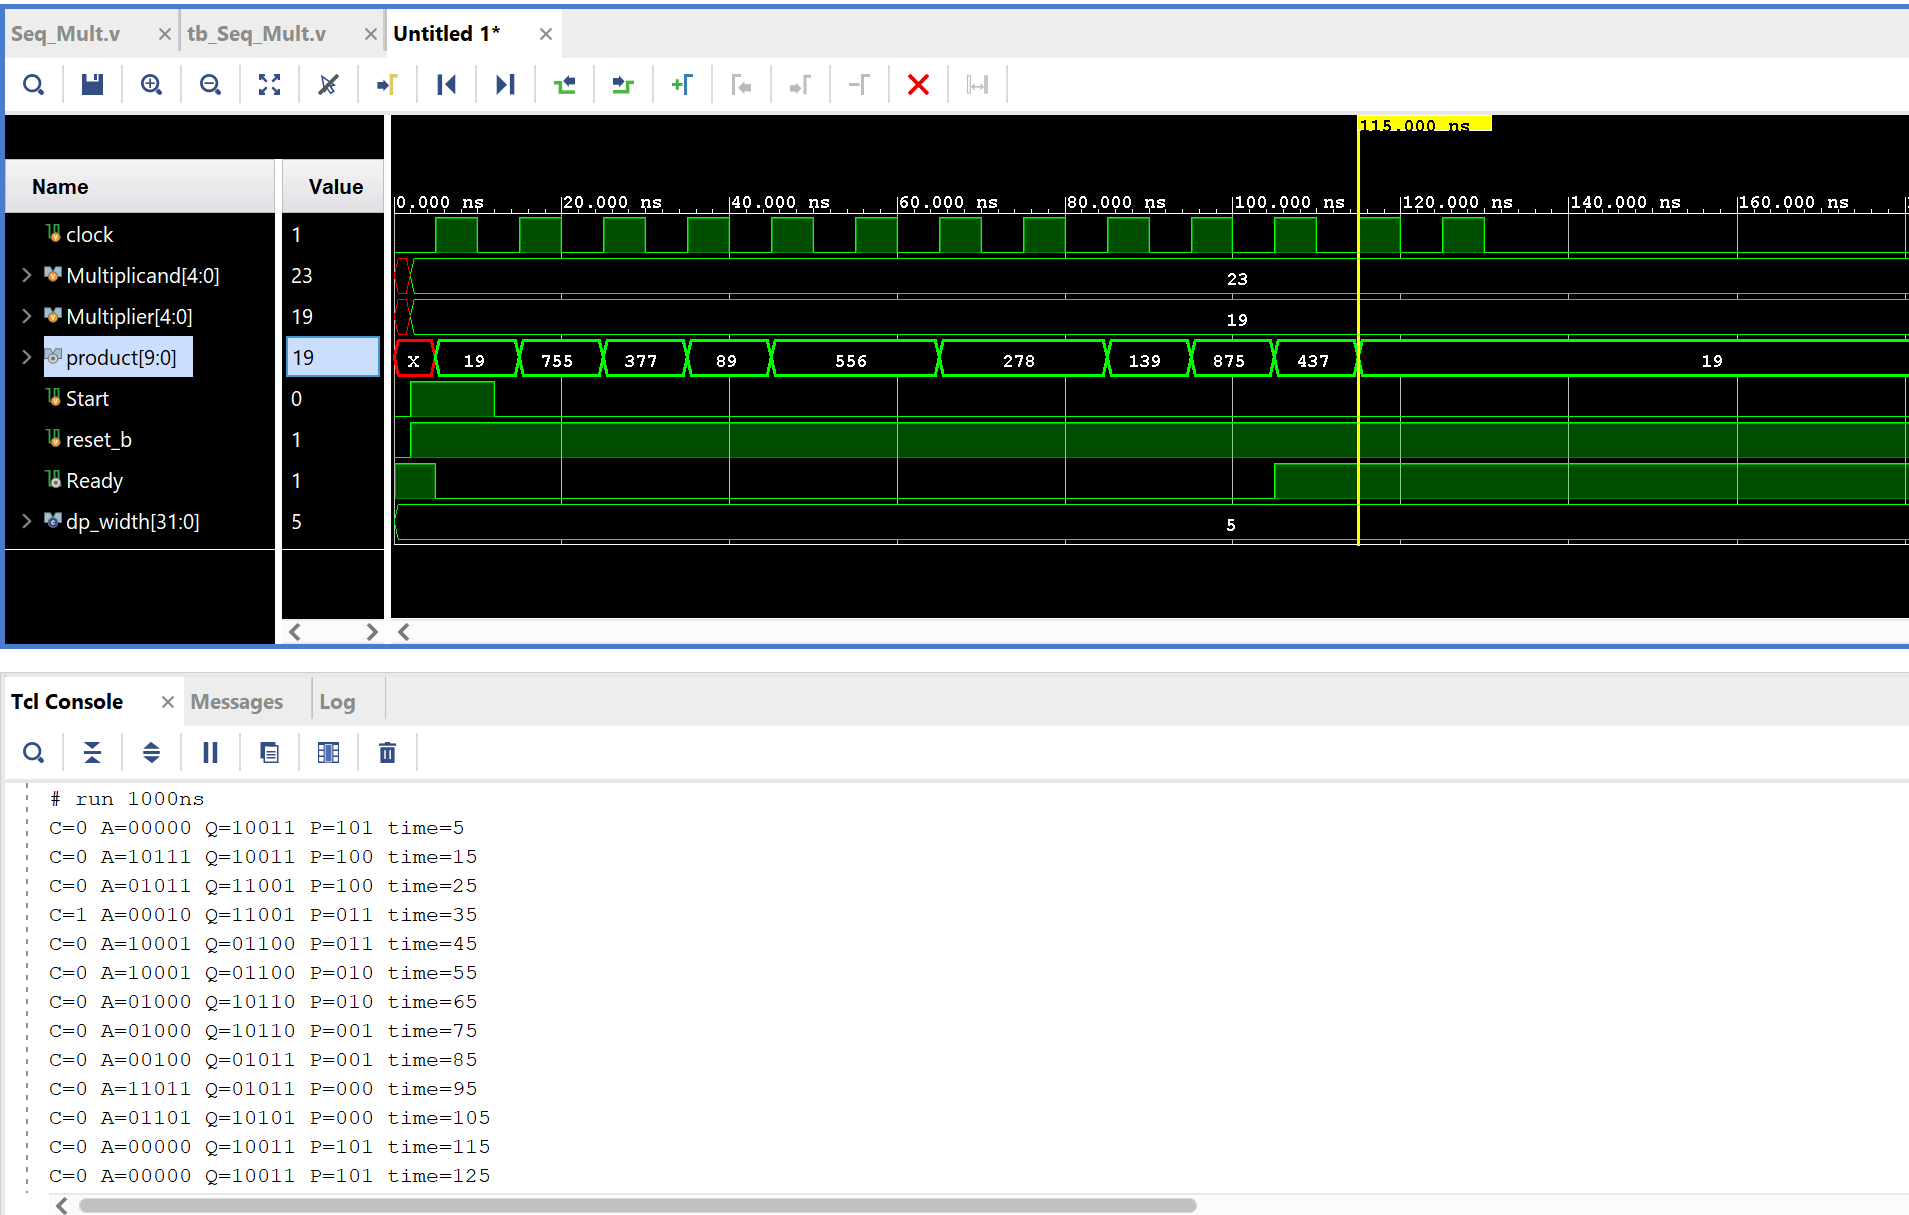 Seq_Mult.v tb_Seq_Mult.v Untitled 1*
115.000 ns
Name Value
0.000 ns 20.000 ns 40.000 ns 60.000 ns 80.000 ns 100.000 ns 120.000 ns 140.000 ns 160.000 ns
clock 1
Multiplicand[4:0] 23 23
Multiplier[4:0] 19 19
product[9:0] 19 X 19 755 377 89 556 278 139 875 437 19
Start 0
reset_b 1
Ready 1
dp_width[31:0] 5 5
Tcl Console Messages Log
# run 1000ns
C=0 A=00000 Q=10011 P=101 time=5
C=0 A=10111 Q=10011 P=100 time=15
C=0 A=01011 Q=11001 P=100 time=25
C=1 A=00010 Q=11001 P=011 time=35
C=0 A=10001 Q=01100 P=011 time=45
C=0 A=10001 Q=01100 P=010 time=55
C=0 A=01000 Q=10110 P=010 time=65
C=0 A=01000 Q=10110 P=001 time=75
C=0 A=00100 Q=01011 P=001 time=85
C=0 A=11011 Q=01011 P=000 time=95
C=0 A=01101 Q=10101 P=000 time=105
C=0 A=00000 Q=10011 P=101 time=115
C=0 A=00000 Q=10011 P=101 time=125